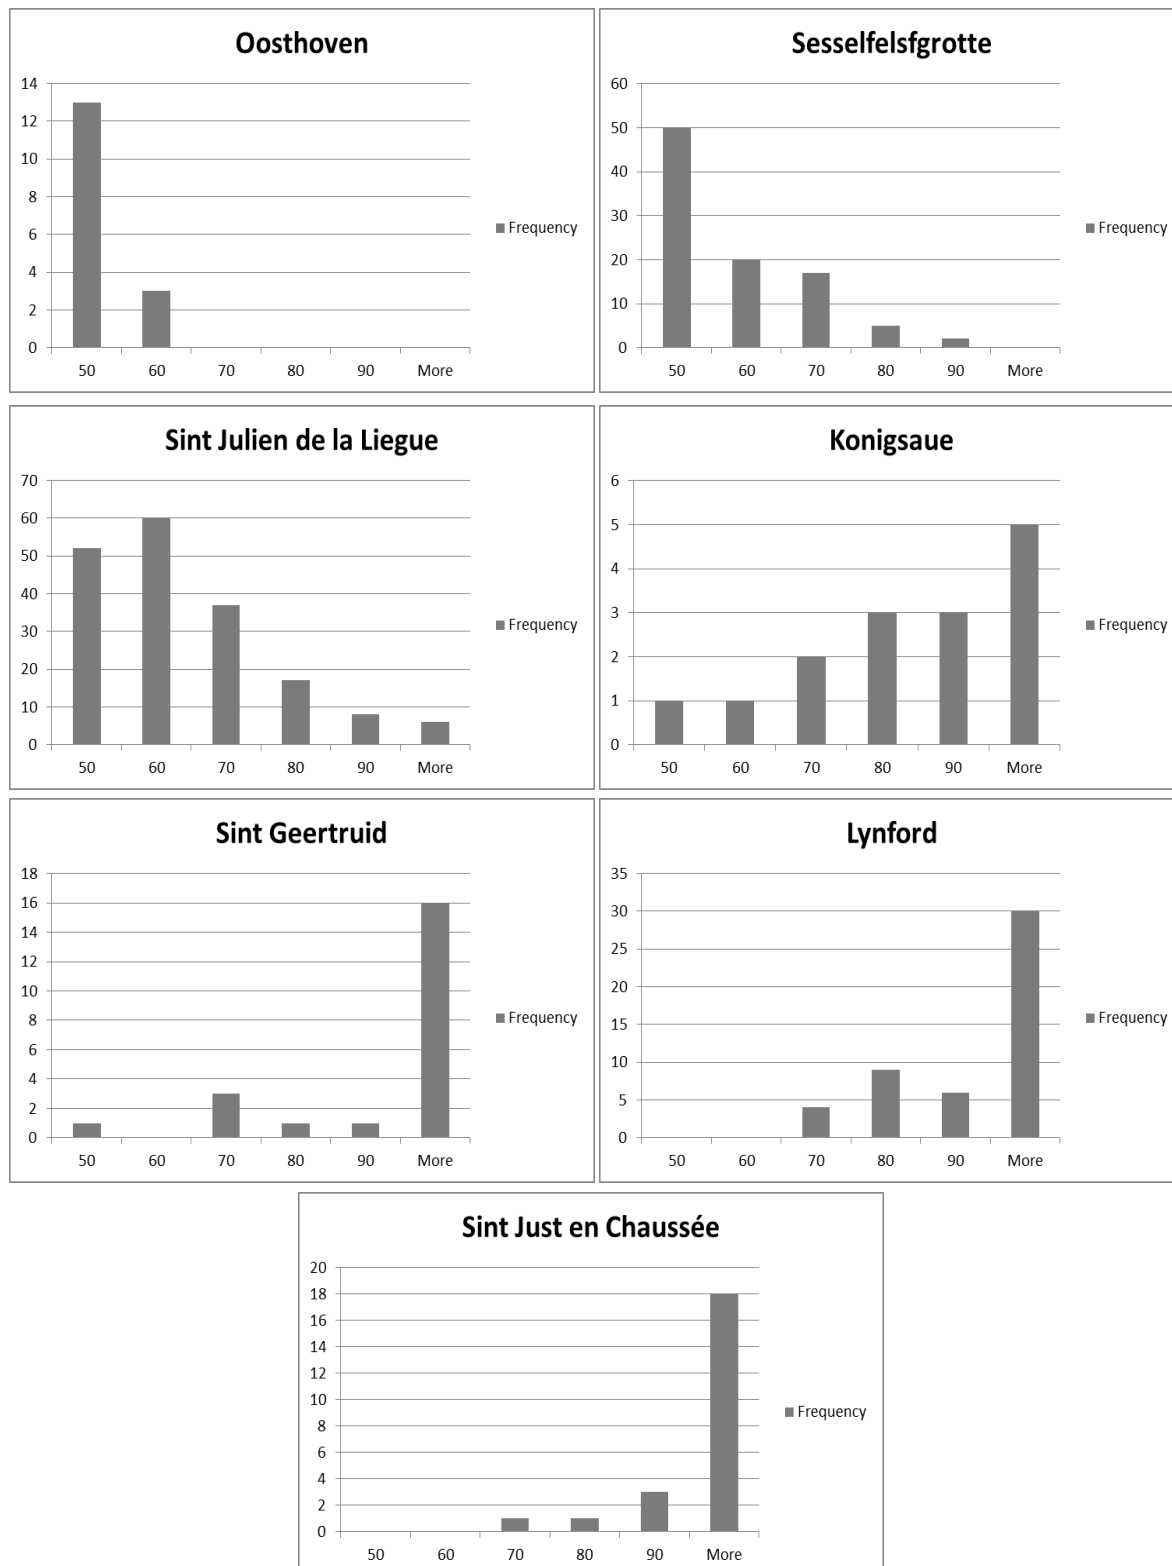 Oosthoven
14
12
10
8
6
4
2
0
50 60 70 80 90 More
Frequency
Sesselfelsfgrotte
60
50
40
30
20
10
0
50 60 70 80 90 More
Frequency
Sint Julien de la Liegue
70
60
50
40
30
20
10
0
50 60 70 80 90 More
Frequency
Konigsaue
6
5
4
3
2
1
0
50 60 70 80 90 More
Frequency
Sint Geertruid
18
16
14
12
10
8
6
4
2
0
50 60 70 80 90 More
Frequency
Lynford
35
30
25
20
15
10
5
0
50 60 70 80 90 More
Frequency
Sint Just en Chaussée
20
18
16
14
12
10
8
6
4
2
0
50 60 70 80 90 More
Frequency